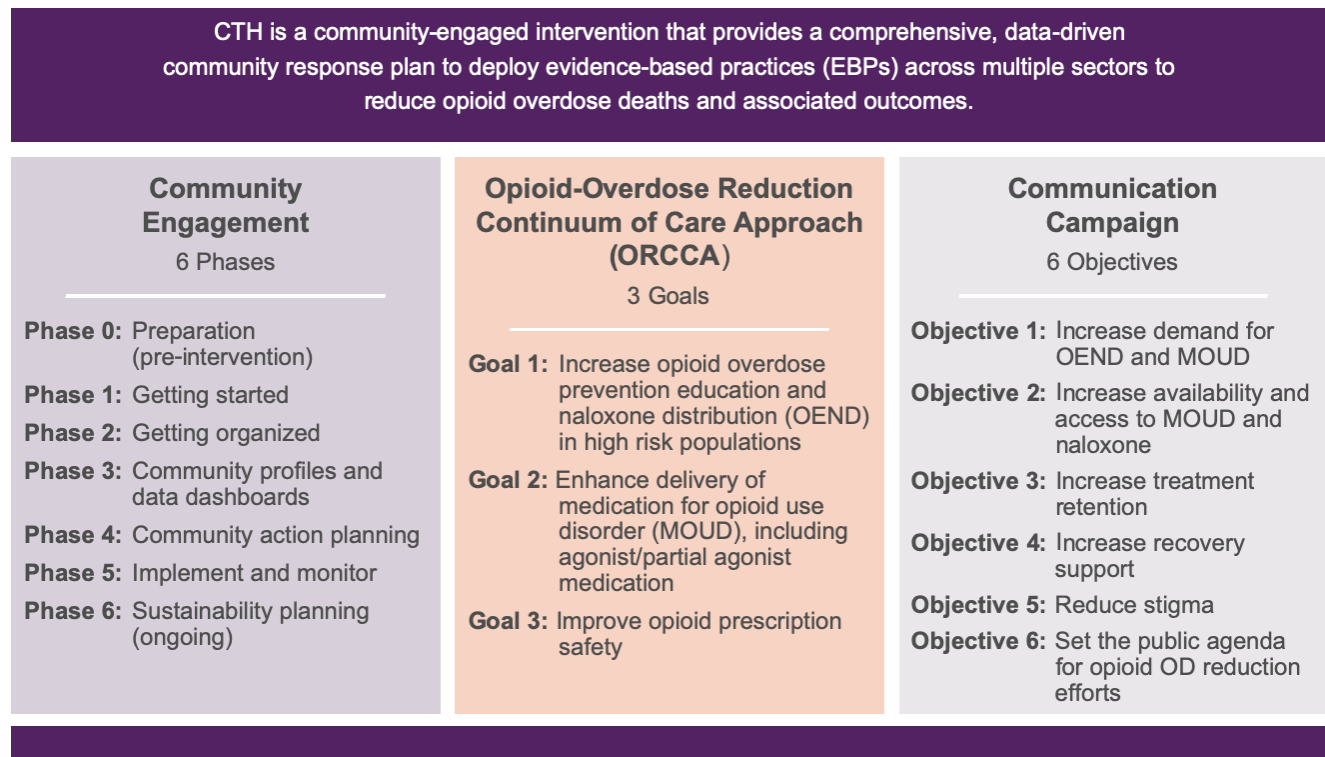 CTH is a community-engaged intervention that provides a comprehensive, data-driven
community response plan to deploy evidence-based practices (EBPs) across multiple sectors to
reduce opioid overdose deaths and associated outcomes.
Community
Engagement
6 Phases
Phase 0: Preparation
(pre-intervention)
Phase 1: Getting started
Phase 2: Getting organized
Phase 3: Community profiles and
data dashboards
Phase 4: Community action planning
Phase 5: Implement and monitor
Phase 6: Sustainability planning
(ongoing)
Opioid-Overdose Reduction
Continuum of Care Approach
(ORCCA)
3 Goals
Goal 1: Increase opioid overdose
prevention education and
naloxone distribution (OEND)
in high risk populations
Goal 2: Enhance delivery of
medication for opioid use
disorder (MOUD), including
agonist/partial agonist
medication
Goal 3: Improve opioid prescription
safety
Communication
Campaign
6 Objectives
Objective 1: Increase demand for
OEND and MOUD
Objective 2: Increase availability and
access to MOUD and
naloxone
Objective 3: Increase treatment
retention
Objective 4: Increase recovery
support
Objective 5: Reduce stigma
Objective 6: Set the public agenda
for opioid OD reduction
efforts